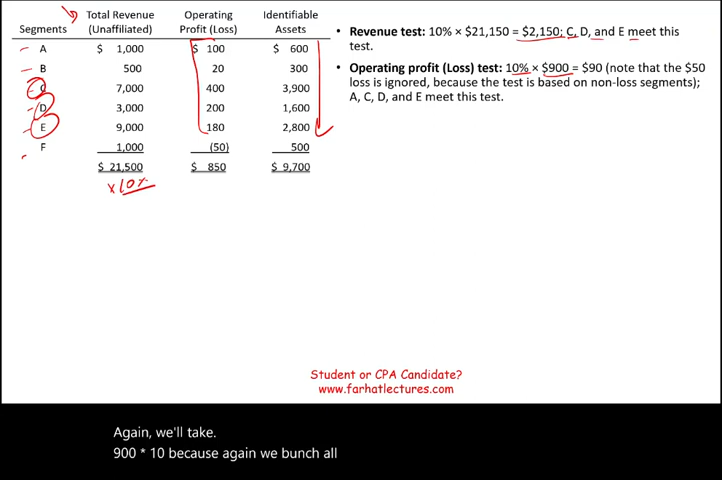 Total Revenue Operating Identifiable
Segments (Unaffiliated) Profit (Loss) Assets
A $ 1,000 $ 100 $ 600
B 500 20 300
C 7,000 400 3,900
D 3,000 200 1,600
E 9,000 180 2,800
F 1,000 (50) 500
$ 21,500 $ 850 $ 9,700
x 10%
• Revenue test: 10% × $21,150 = $2,150; C, D, and E meet this
test.
• Operating profit (Loss) test: 10% × $900 = $90 (note that the $50
loss is ignored, because the test is based on non-loss segments);
A, C, D, and E meet this test.
Student or CPA Candidate?
www.farhatlectures.com
Again, we'll take.
900 * 10 because again we bunch all